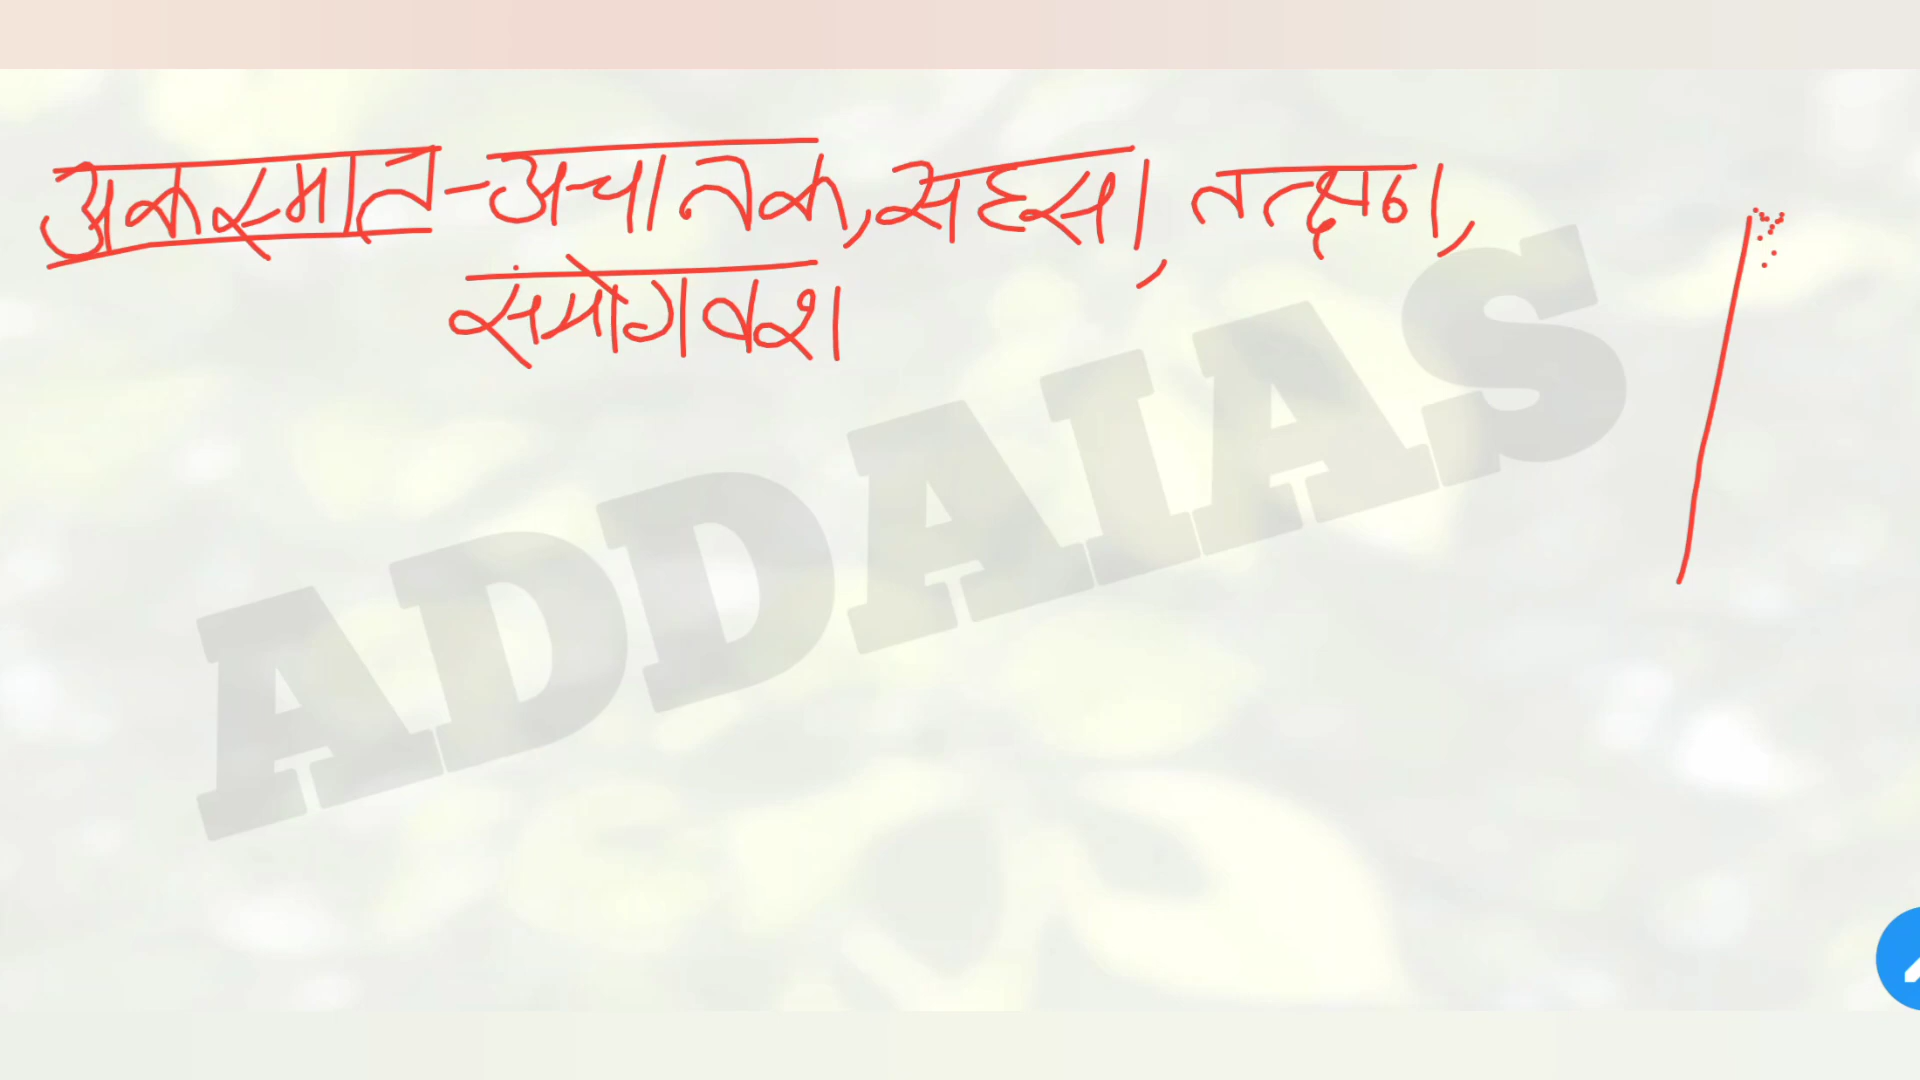 अकस्मात - अचानक, सहसा, तत्क्षण,
संयोगवश
ADDAIAS